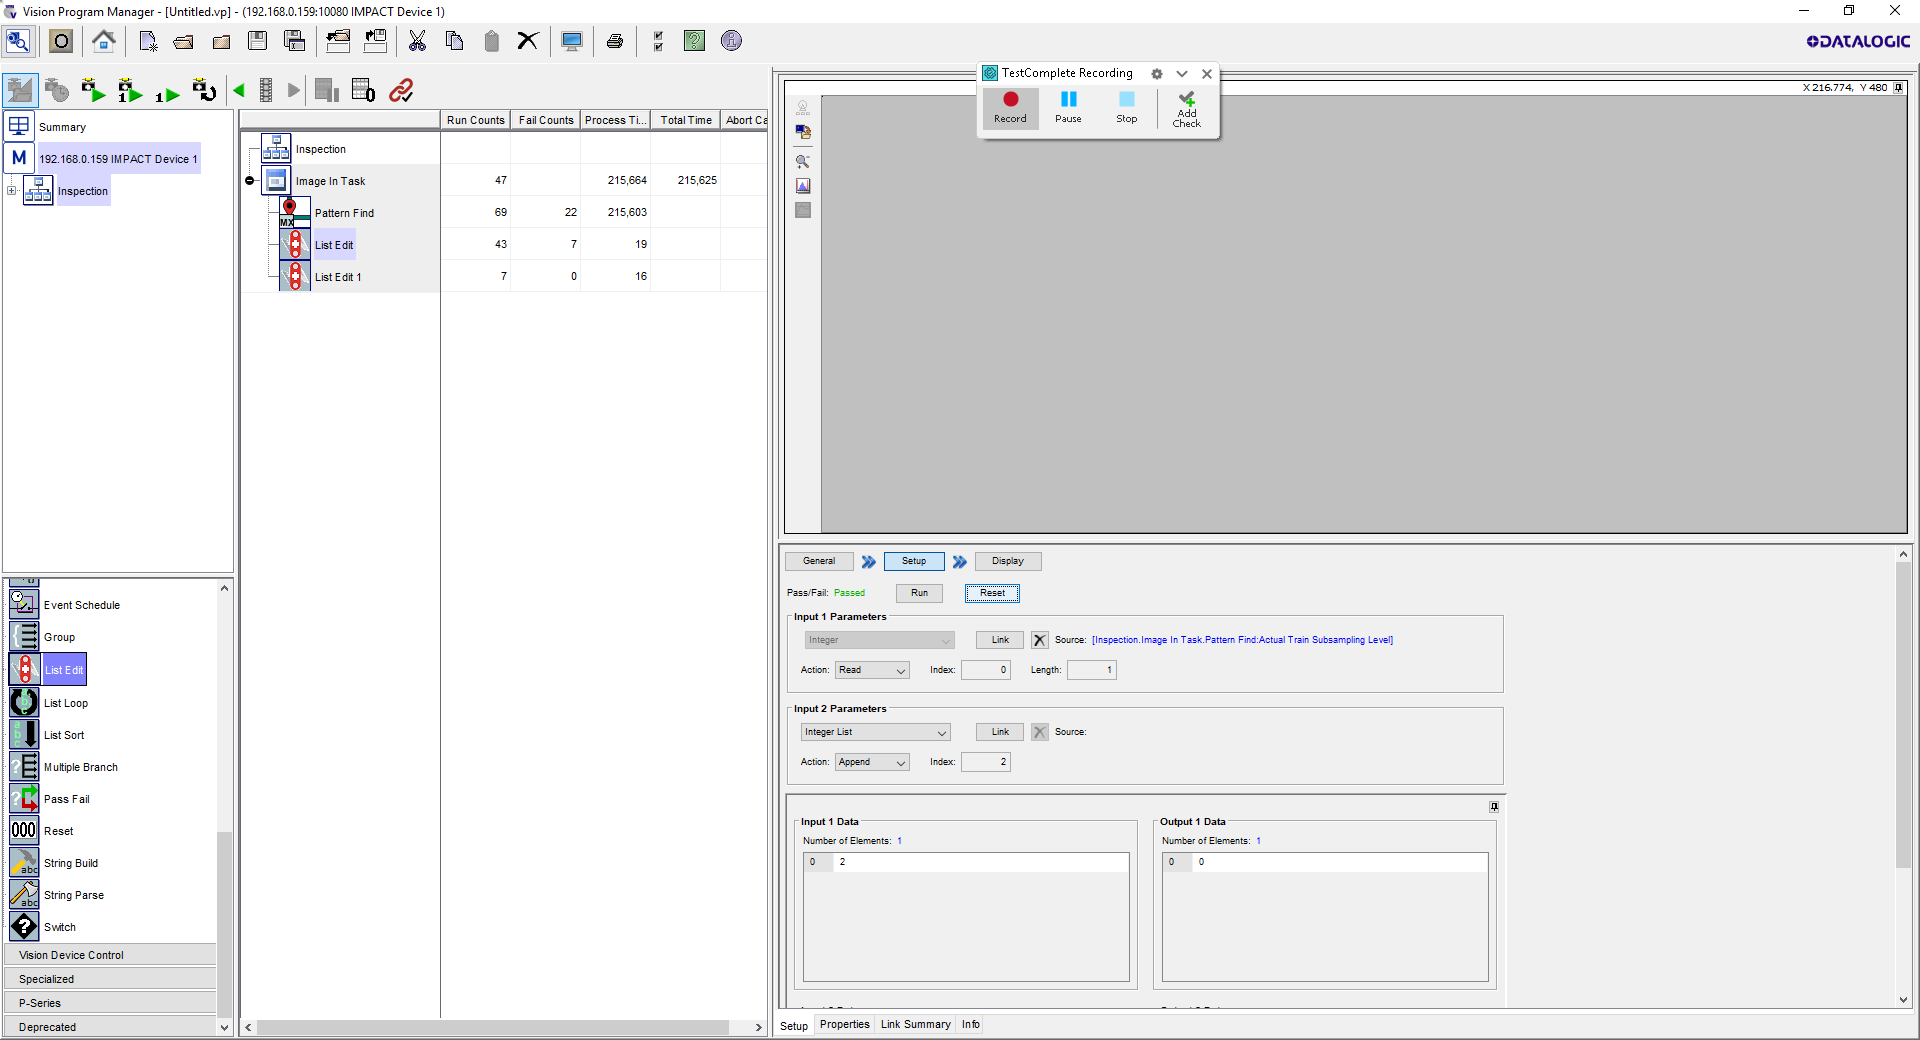 Vision Program Manager - [Untitled.vp] - (192.168.0.159:10080 IMPACT Device 1)
DATALOGIC
TestComplete Recording
Record Pause Stop Add Check
X 216.774, Y 480
Summary
M 192.168.0.159 IMPACT Device 1
Inspection
Run Counts Fail Counts Process Ti... Total Time Abort Ca
Inspection
Image In Task 47 215,664 215,625
Pattern Find 69 22 215,603
List Edit 43 7 19
List Edit 1 7 0 16
Event Schedule
Group
List Edit
List Loop
List Sort
Multiple Branch
Pass Fail
Reset
String Build
String Parse
Switch
Vision Device Control
Specialized
P-Series
Deprecated
General Setup Display
Pass/Fail: Passed Run Reset
Input 1 Parameters
Integer Link Source: [Inspection.Image In Task.Pattern Find:Actual Train Subsampling Level]
Action: Read Index: 0 Length: 1
Input 2 Parameters
Integer List Link Source:
Action: Append Index: 2
Input 1 Data
Number of Elements: 1
0 2
Output 1 Data
Number of Elements: 1
0 0
Setup Properties Link Summary Info